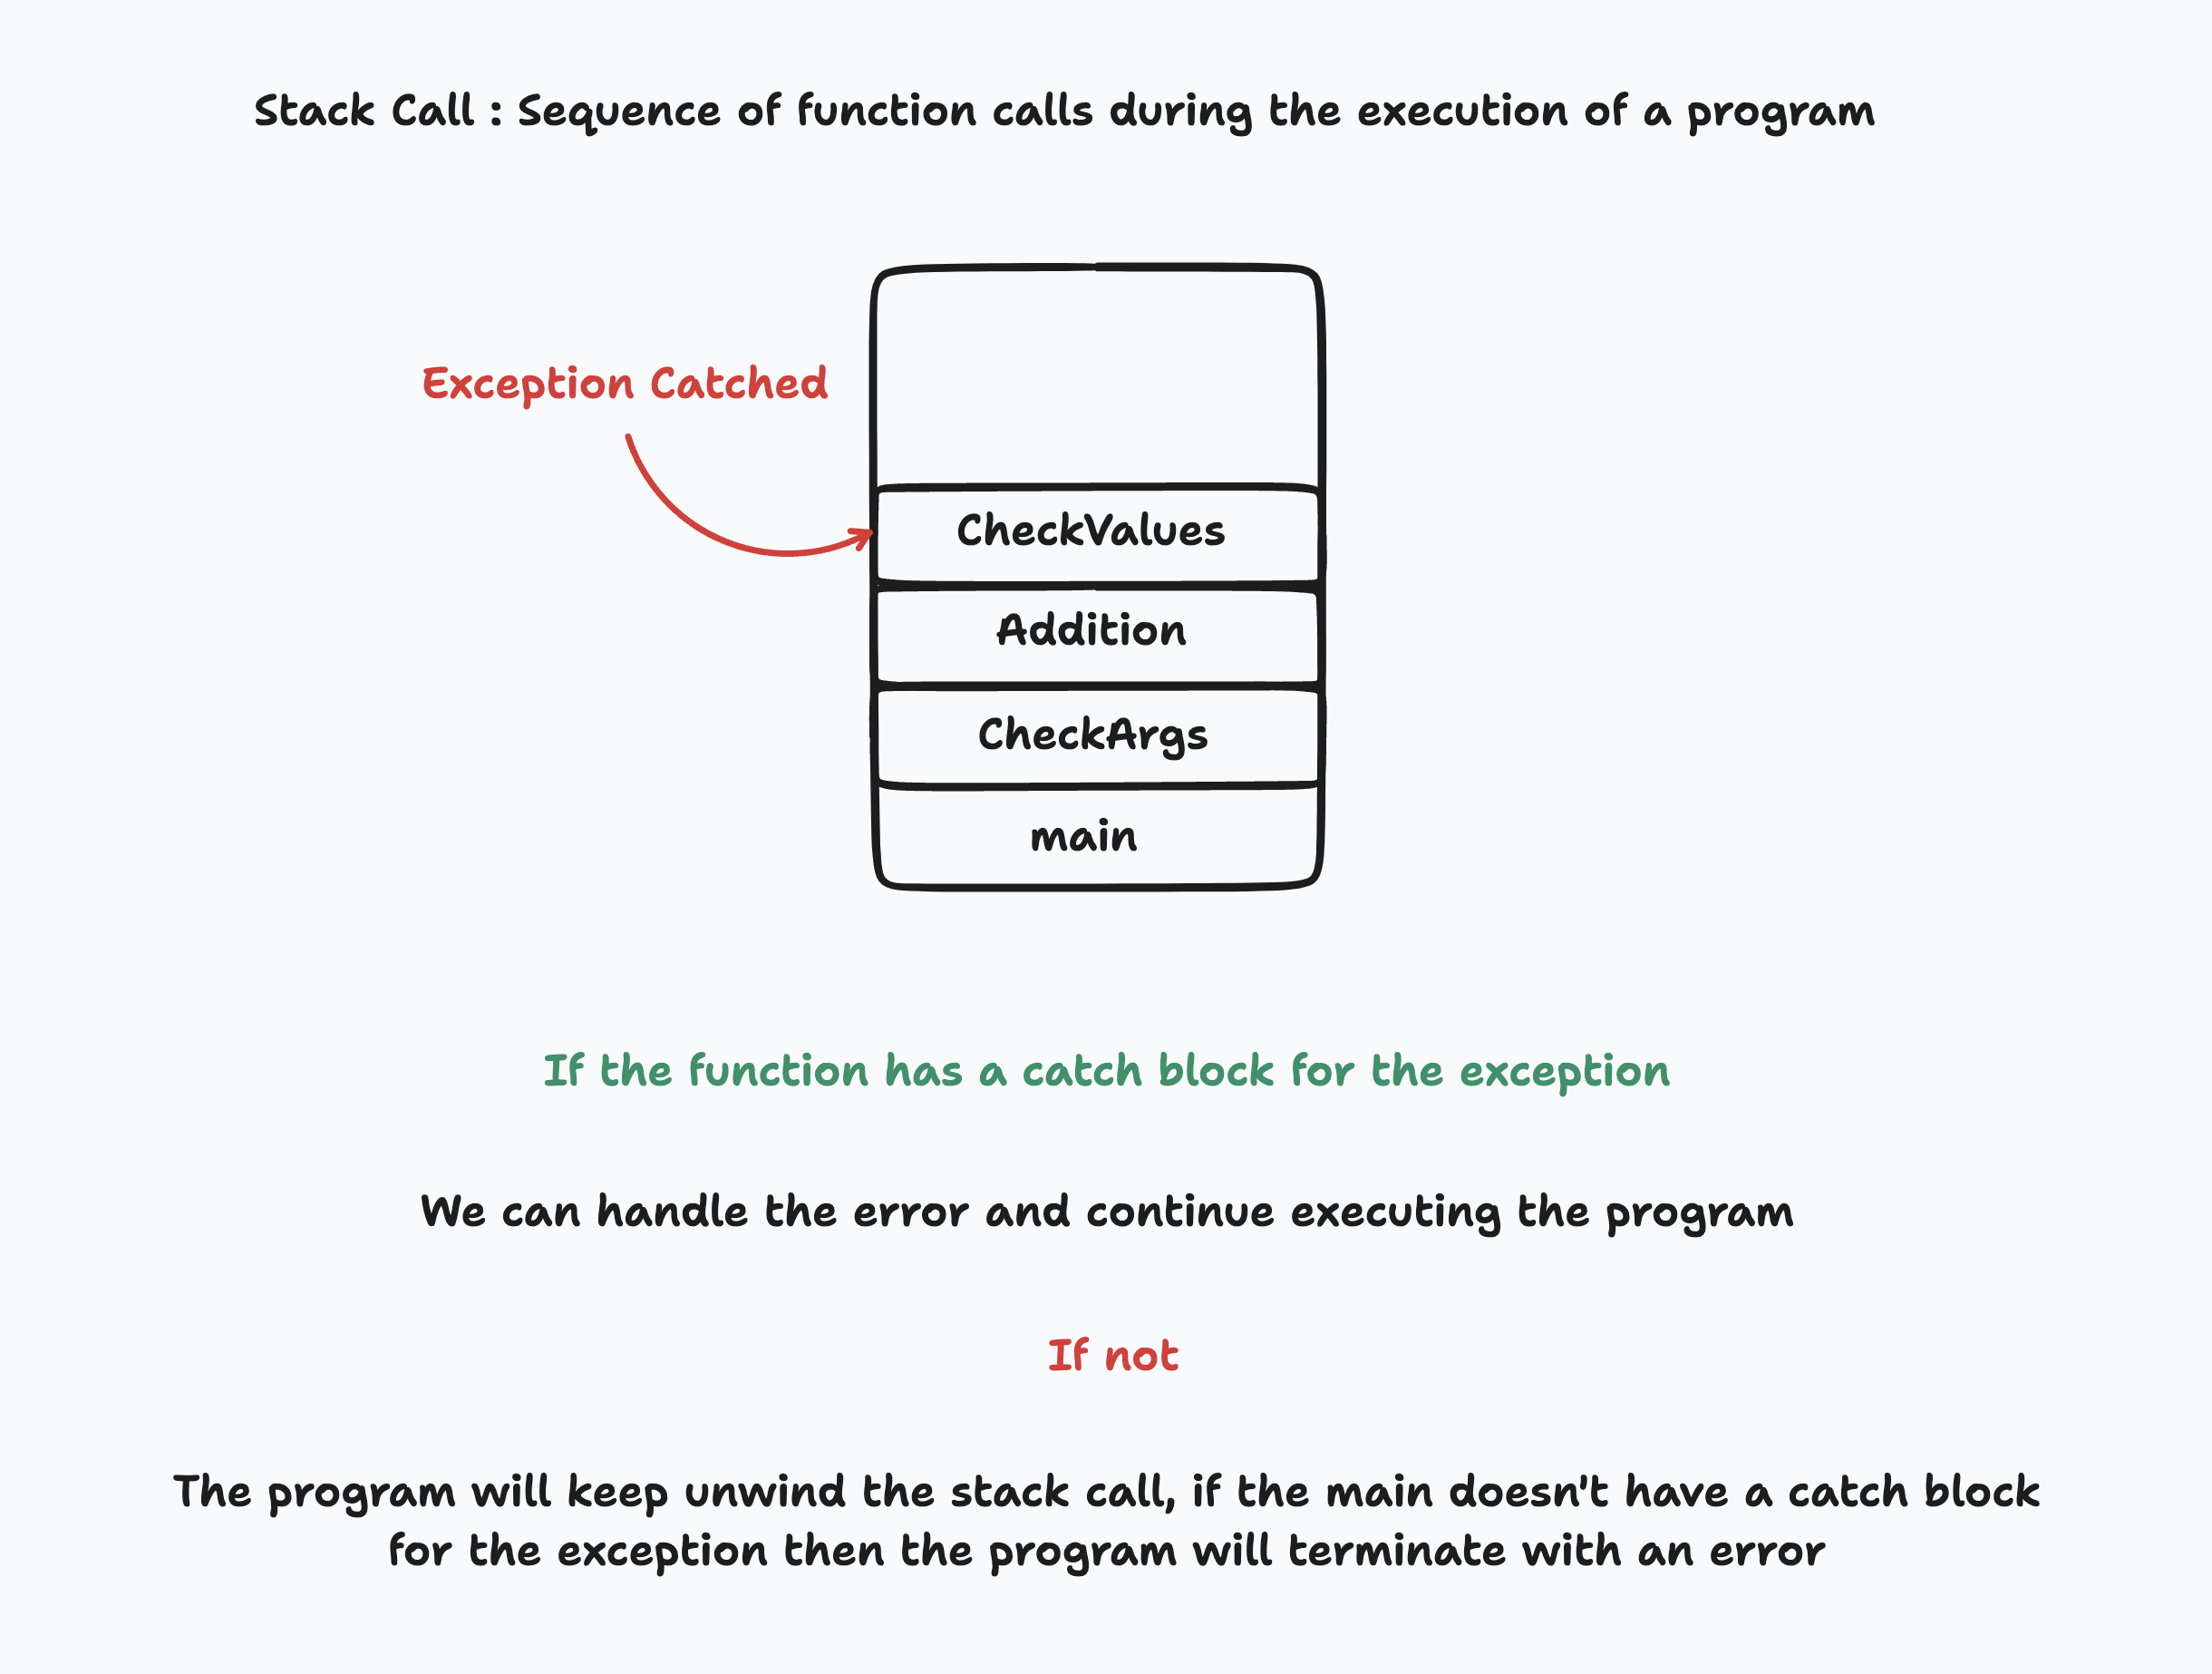 Stack Call : Sequence of function calls during the execution of a program
Exception Catched
CheckValues
Addition
CheckArgs
main
If the function has a catch block for the exception
We can handle the error and continue executing the program
If not
The program will keep unwind the stack call, if the main doesn't have a catch block
for the exception then the program will terminate with an error